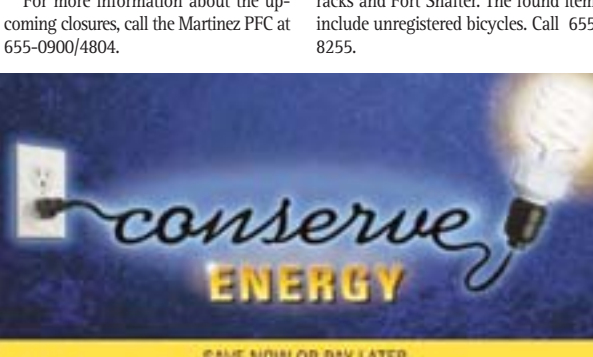 For more information about the up-
coming closures, call the Martinez PFC at
655-0900/4804.
racks and Fort Shafter. The found item
include unregistered bicycles. Call 655
8255.
conserve
ENERGY
SAVE NOW OR PAY LATER